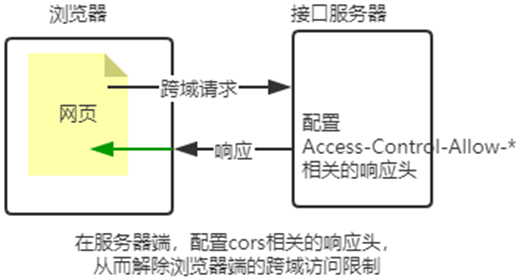 浏览器
接口服务器
网页
跨域请求
响应
配置
Access-Control-Allow-*
相关的响应头
在服务器端，配置cors相关的响应头，
从而解除浏览器端的跨域访问限制